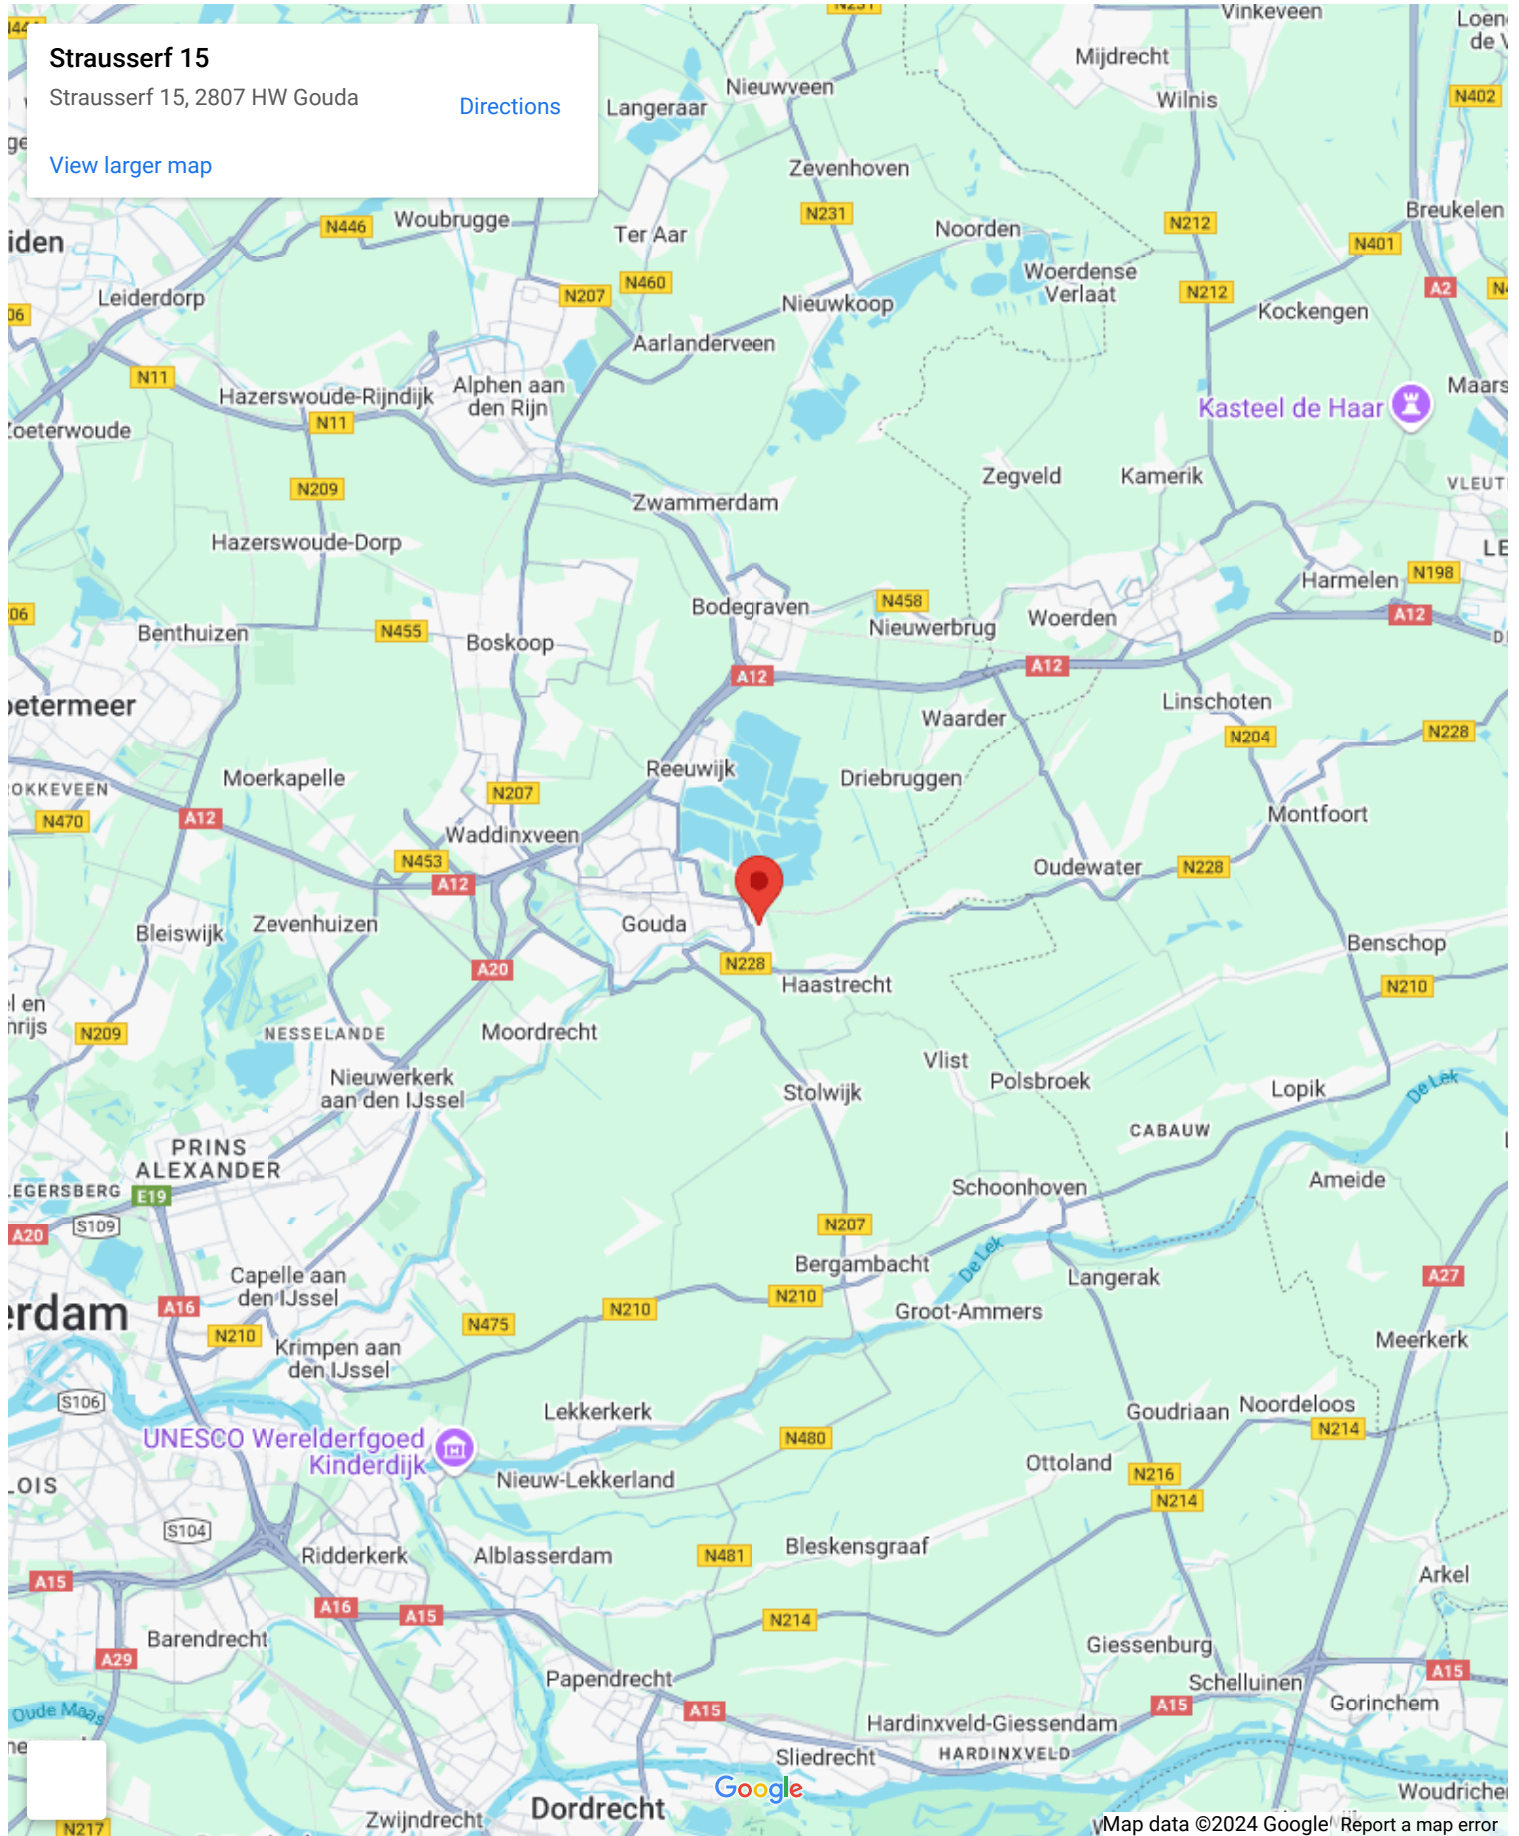 Strausserf 15
Strausserf 15, 2807 HW Gouda
Directions
View larger map
N231
Vinkeveen
Mijdrecht
Nieuwveen
Langeraar
Wilnis
N402
Zevenhoven
Woubrugge
N446
Ter Aar
N231
Noorden
N212
Breukelen
N401
iden
Leiderdorp
N207
N460
Woerdense
Verlaat
N212
A2
Nieuwkoop
Kockengen
Aarlanderveen
N11
Hazerswoude-Rijndijk
Alphen aan
den Rijn
Kasteel de Haar
N11
Zegveld
Kamerik
N209
Zwammerdam
Hazerswoude-Dorp
Harmelen
N198
Bodegraven
N458
Nieuwerbrug
Woerden
A12
Benthuizen
N455
Boskoop
A12
A12
Linschoten
Waarder
N204
N228
Reeuwijk
Driebruggen
Moerkapelle
N207
N470
A12
Waddinxveen
Montfoort
N453
A12
Oudewater
N228
Zevenhuizen
Gouda
Bleiswijk
Benschop
A20
N228
Haastrecht
N210
N209
NESSELANDE
Moordrecht
Vlist
Polsbroek
Nieuwerkerk
aan den IJssel
Stolwijk
Lopik
De Lek
PRINS
ALEXANDER
CABAUW
E19
Schoonhoven
Ameide
S109
A20
N207
De Lek
Bergambacht
Langerak
A27
Capelle aan
den IJssel
A16
N210
N210
N475
Groot-Ammers
N210
Krimpen aan
den IJssel
Meerkerk
erdam
S106
Lekkerkerk
Goudriaan
Noordeloos
N214
UNESCO Werelderfgoed
Kinderdijk
N480
Nieuw-Lekkerland
Ottoland
N216
N214
S104
Ridderkerk
Alblasserdam
N481
Bleskensgraaf
A15
Arkel
A16
A15
N214
Barendrecht
A29
Giessenburg
Papendrecht
Schelluinen
A15
A15
A15
Gorinchem
Oude Maas
Hardinxveld-Giessendam
Sliedrecht
HARDINXVELD
Google
Dordrecht
Zwijndrecht
N217
Map data ©2024 Google
Report a map error